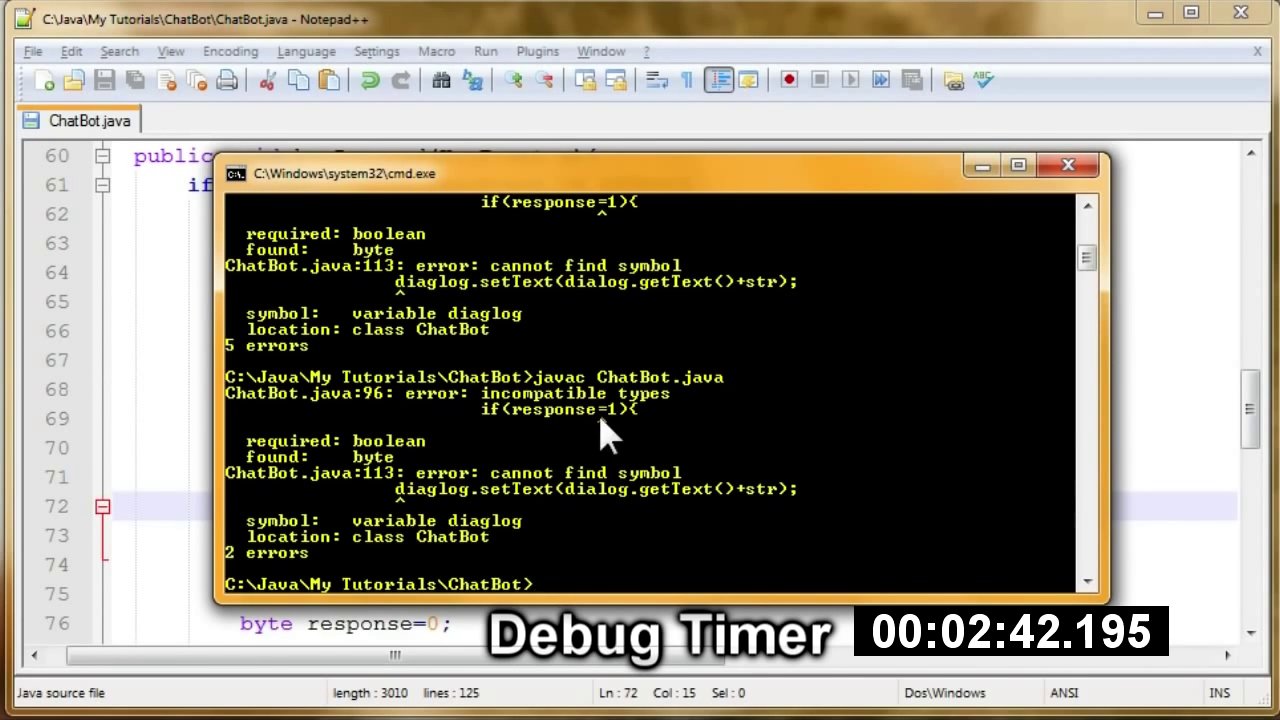 C:\Java\My Tutorials\ChatBot\ChatBot.java - Notepad++
File Edit Search View Encoding Language Settings Macro Run Plugins Window ? X
ABC
ChatBot.java
60 public
61 if
62
63
64
65
66
67
68
69
70
71
72
73
74
75
76 byte response=0;
C:\Windows\system32\cmd.exe
if(response=1){
^
required: boolean
found: byte
ChatBot.java:113: error: cannot find symbol
diaglog.setText(dialog.getText()+str);
^
symbol: variable diaglog
location: class ChatBot
5 errors
C:\Java\My Tutorials\ChatBot>javac ChatBot.java
ChatBot.java:96: error: incompatible types
if(response=1){
required: boolean
found: byte
ChatBot.java:113: error: cannot find symbol
diaglog.setText(dialog.getText()+str);
^
symbol: variable diaglog
location: class ChatBot
2 errors
C:\Java\My Tutorials\ChatBot>
Debug Timer 00:02:42.195
Java source file length : 3010 lines : 125 Ln : 72 Col : 15 Sel : 0 Dos\Windows ANSI INS